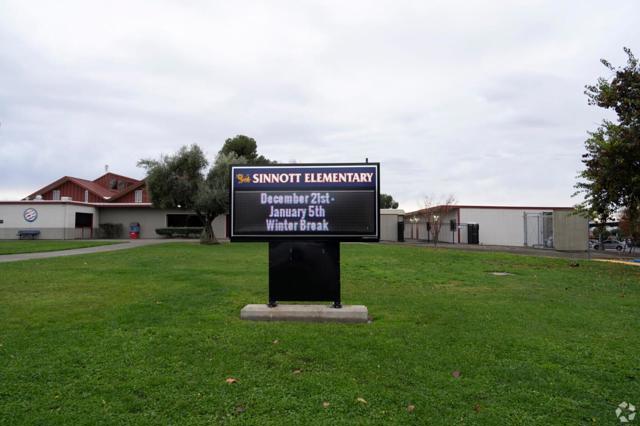 SINNOTT ELEMENTARY
December 21st -
January 5th
Winter Break